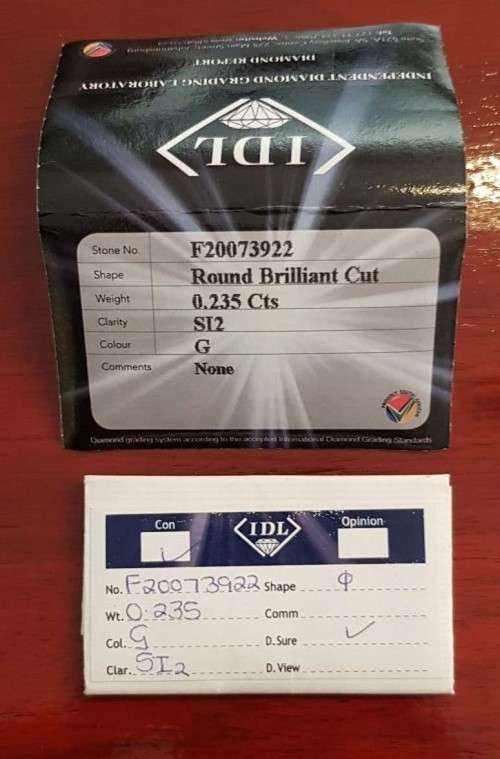 DIAMOND REPORT
INDEPENDENT DIAMOND GRADING LABORATORY
IDL
Stone No. F20073922
Shape Round Brilliant Cut
Weight 0.235 Cts
Clarity SI2
Colour G
Comments None
Diamond grading system according to the accepted International Diamond Grading Standards
Con IDL Opinion
No. F20073922 Shape φ
Wt. 0.235 Comm
Col. G D. Sure ✓
Clar. SI2 D. View